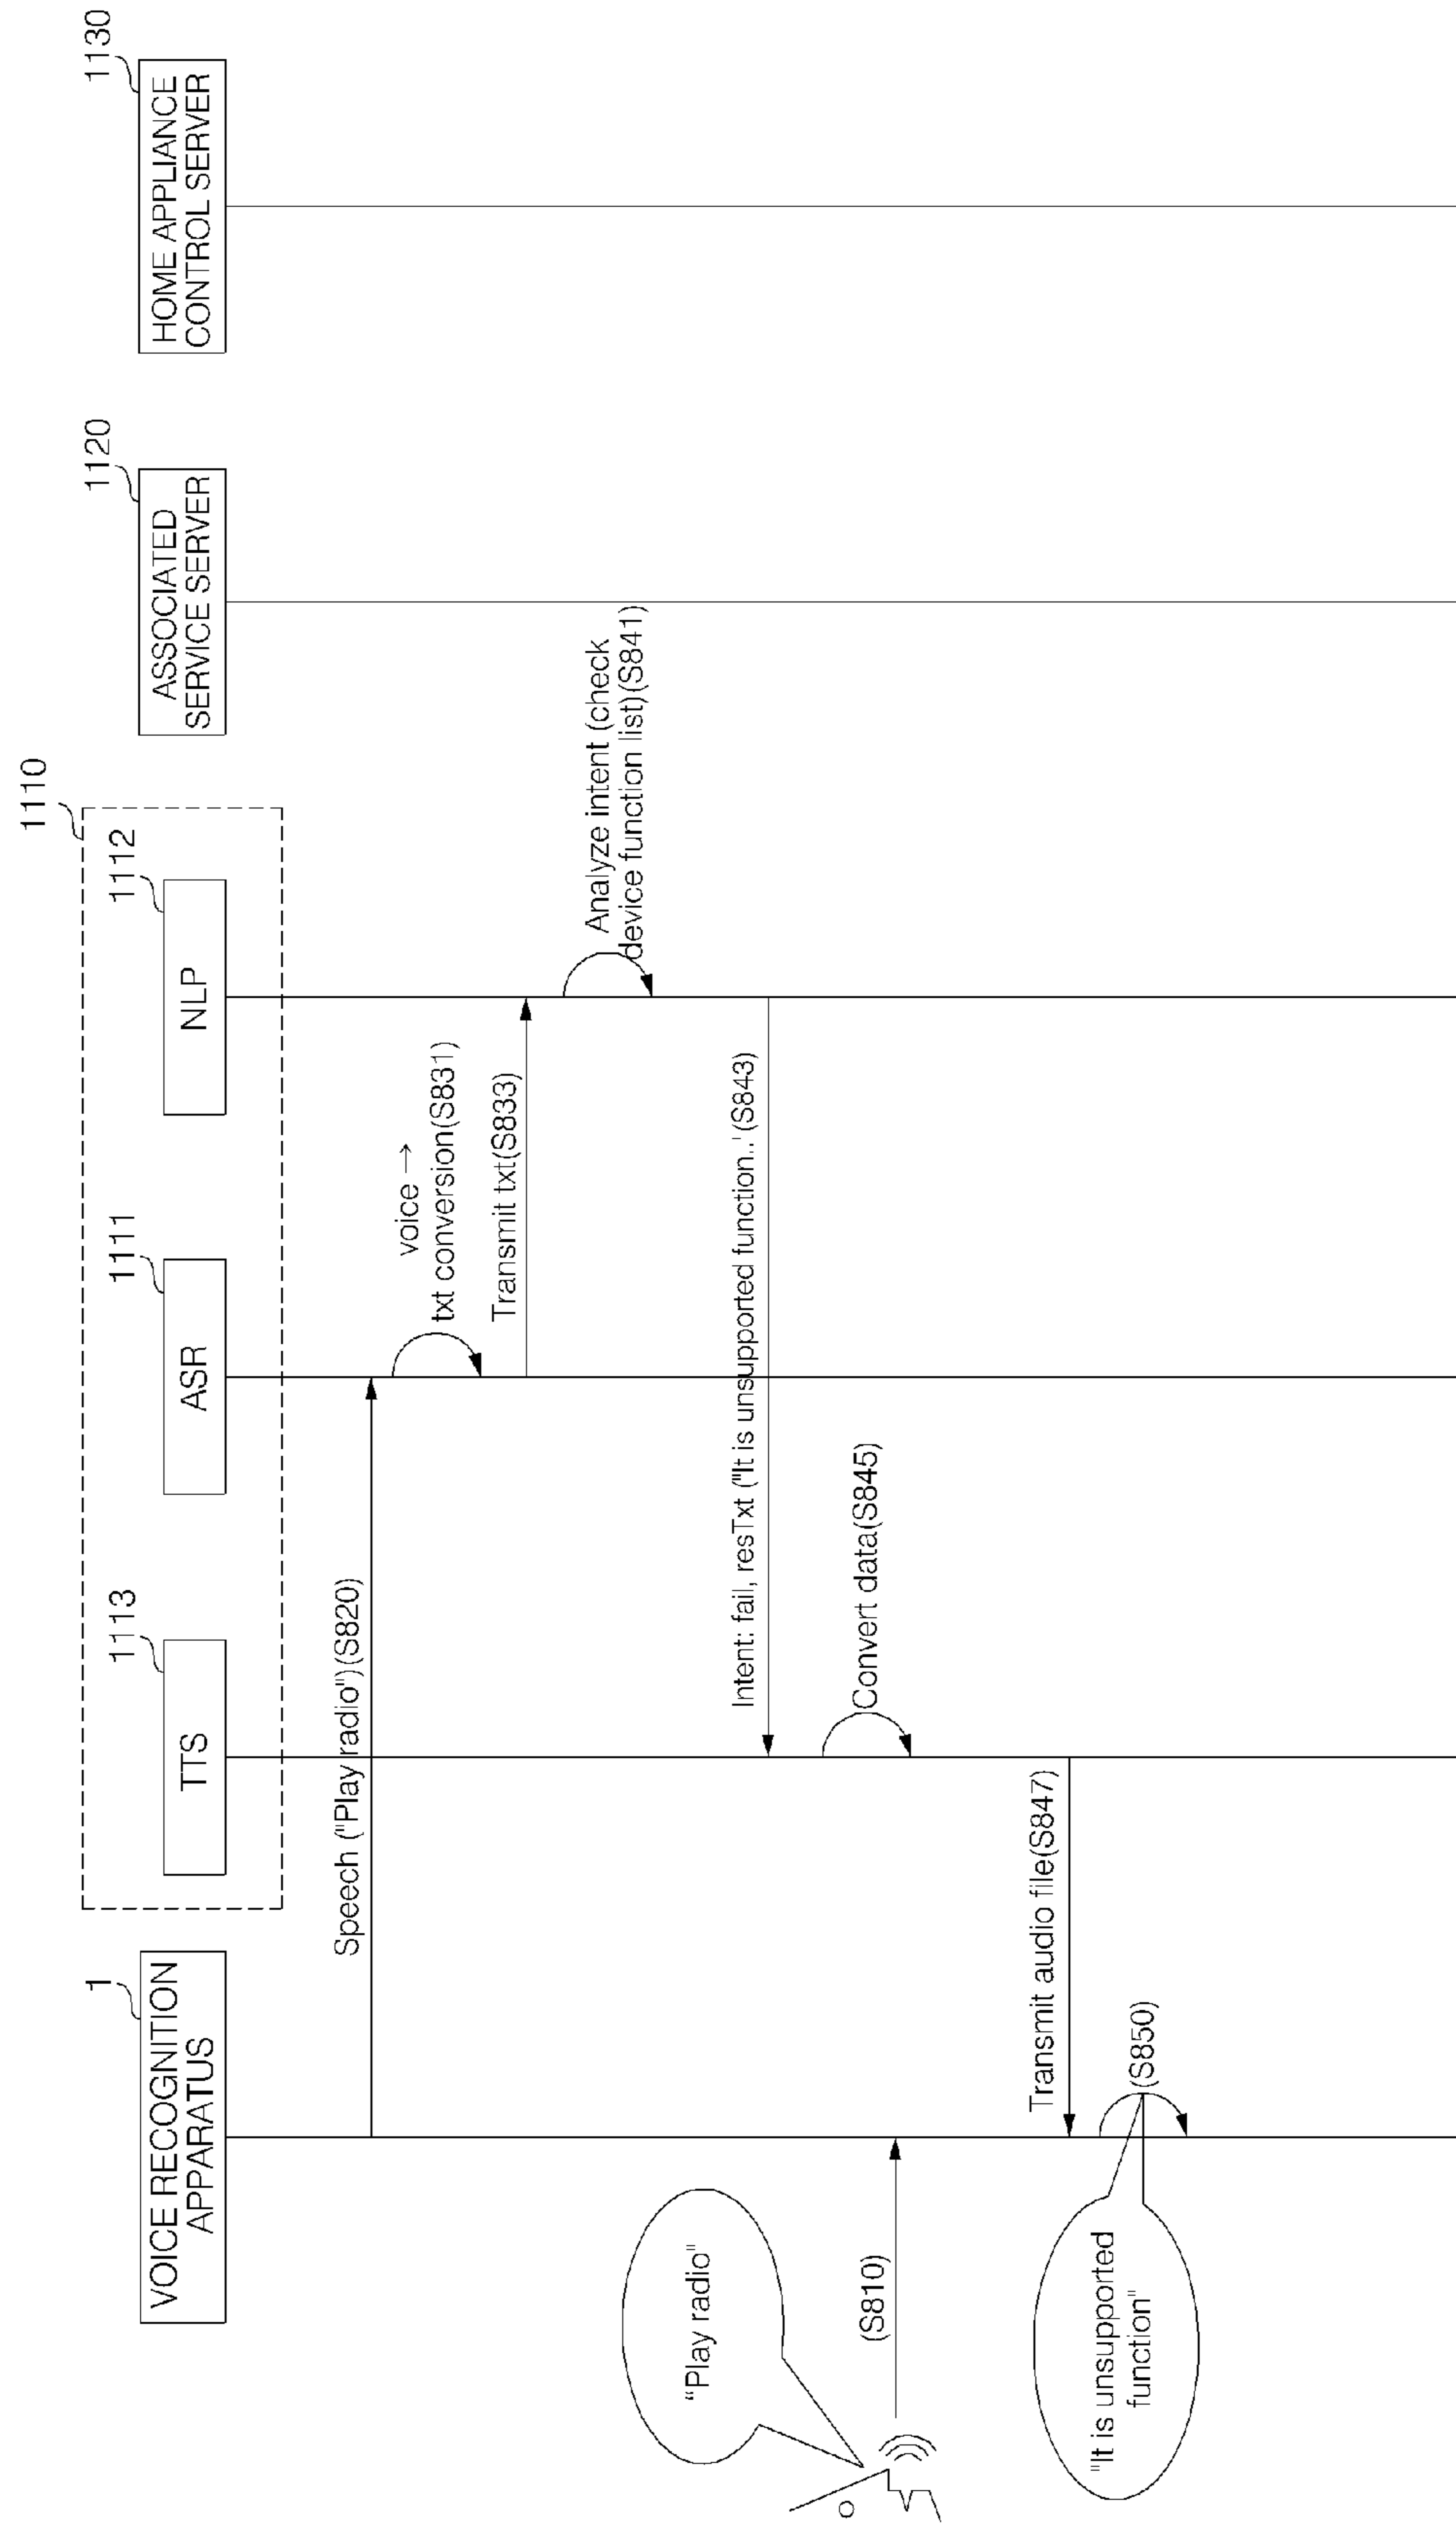 1
VOICE RECOGNITION
APPARATUS
1110
1113
TTS
1111
ASR
1112
NLP
1120
ASSOCIATED
SERVICE SERVER
1130
HOME APPLIANCE
CONTROL SERVER
Speech ("Play radio")(S820)
voice →
txt conversion(S831)
Transmit txt(S833)
Analyze intent (check
device function list)(S841)
"Play radio"
Intent: fail, resTxt ("It is unsupported function..'(S843)
(S810)
Convert data(S845)
Transmit audio file(S847)
"It is unsupported
function"
(S850)